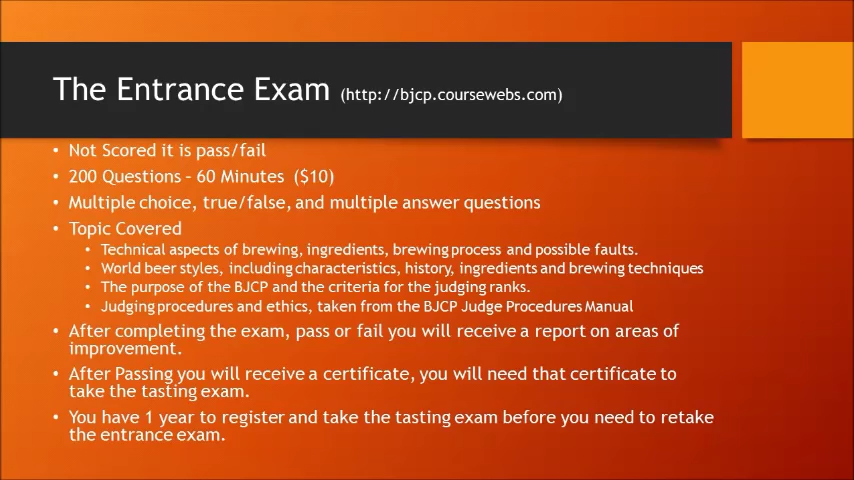 The Entrance Exam (http://bjcp.coursewebs.com)
• Not Scored it is pass/fail
• 200 Questions – 60 Minutes ($10)
• Multiple choice, true/false, and multiple answer questions
• Topic Covered
• Technical aspects of brewing, ingredients, brewing process and possible faults.
• World beer styles, including characteristics, history, ingredients and brewing techniques
• The purpose of the BJCP and the criteria for the judging ranks.
• Judging procedures and ethics, taken from the BJCP Judge Procedures Manual
• After completing the exam, pass or fail you will receive a report on areas of
improvement.
• After Passing you will receive a certificate, you will need that certificate to
take the tasting exam.
• You have 1 year to register and take the tasting exam before you need to retake
the entrance exam.